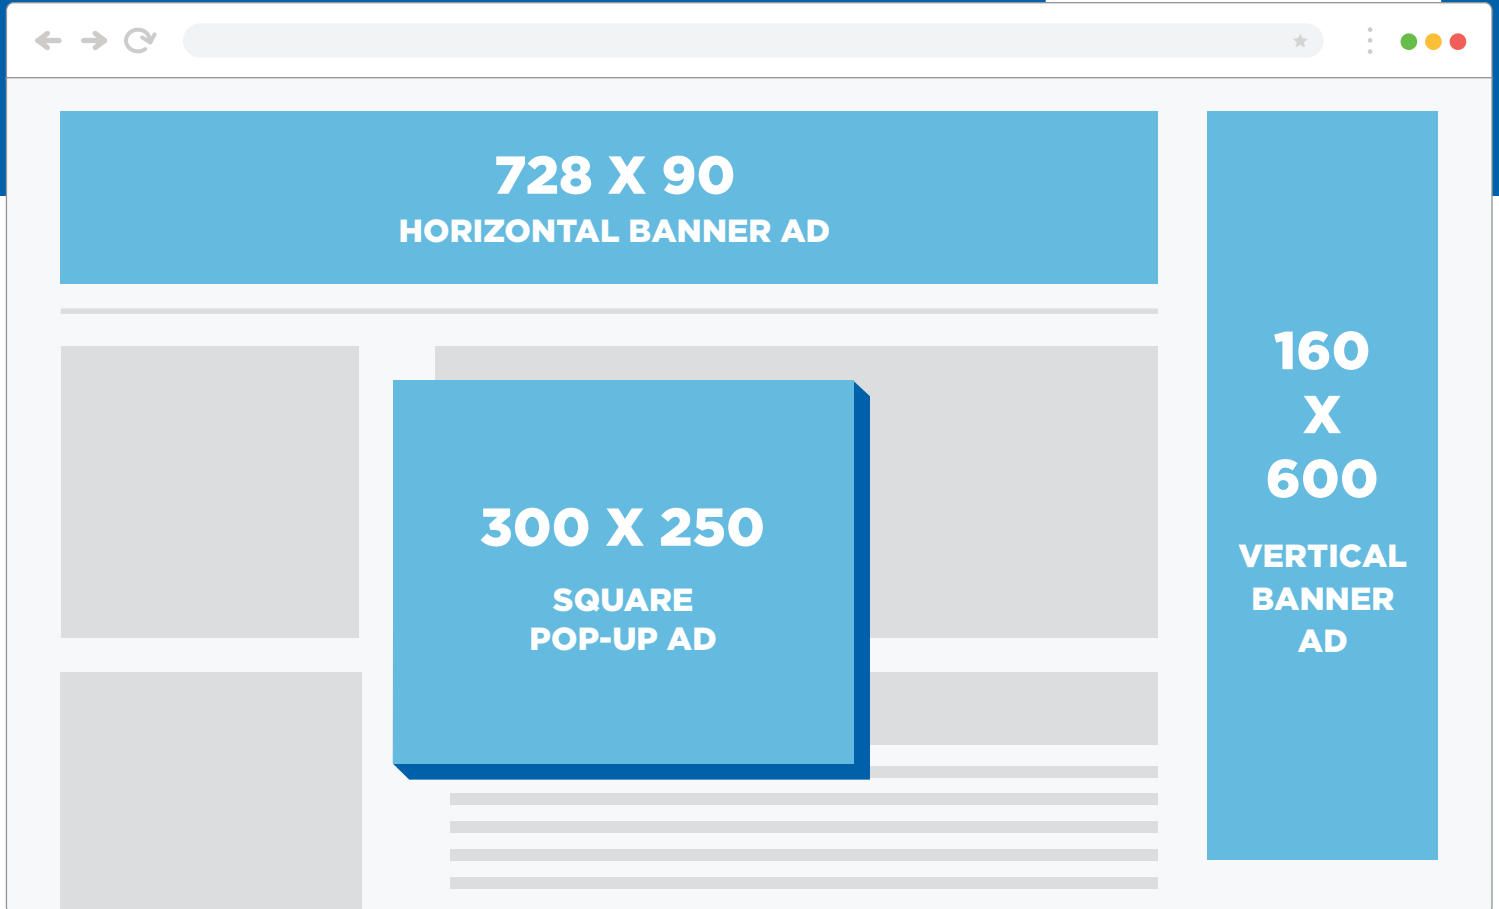 728 X 90
HORIZONTAL BANNER AD
300 X 250
SQUARE
POP-UP AD
160
X
600
VERTICAL
BANNER
AD